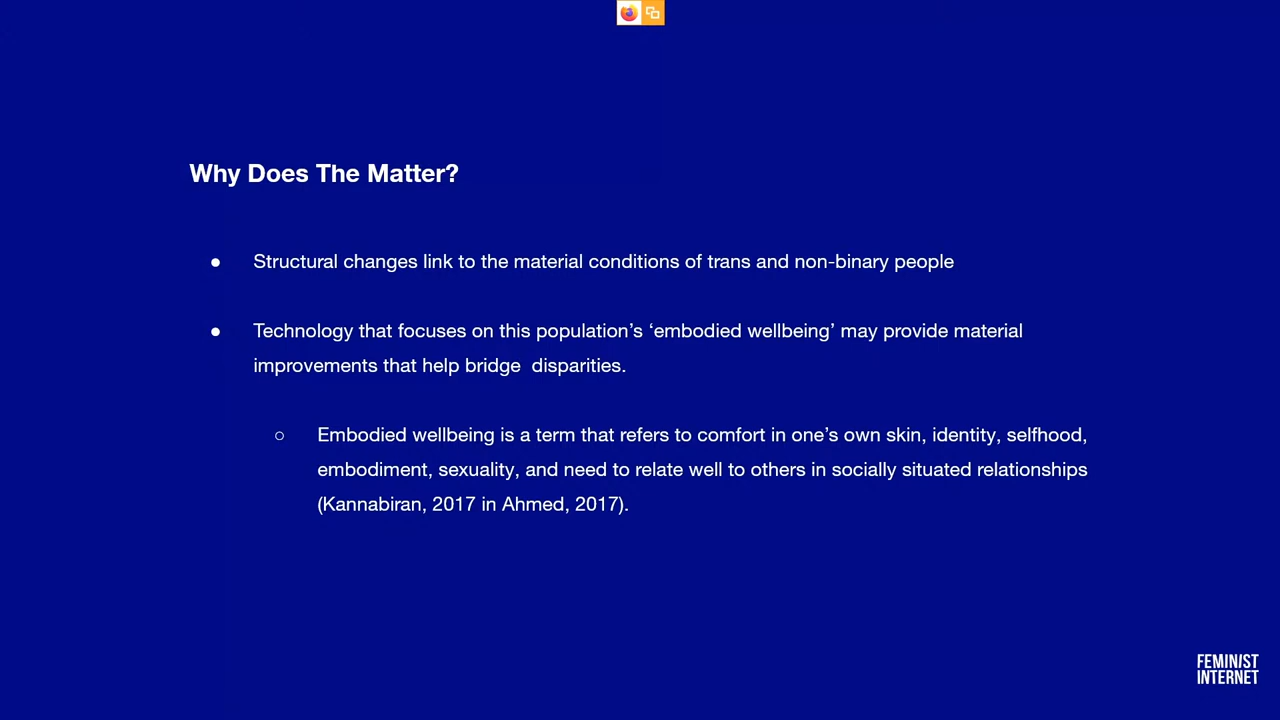 Why Does The Matter?
● Structural changes link to the material conditions of trans and non-binary people
● Technology that focuses on this population’s ‘embodied wellbeing’ may provide material
improvements that help bridge  disparities.
○ Embodied wellbeing is a term that refers to comfort in one’s own skin, identity, selfhood,
embodiment, sexuality, and need to relate well to others in socially situated relationships
(Kannabiran, 2017 in Ahmed, 2017).
FEMINIST
INTERNET